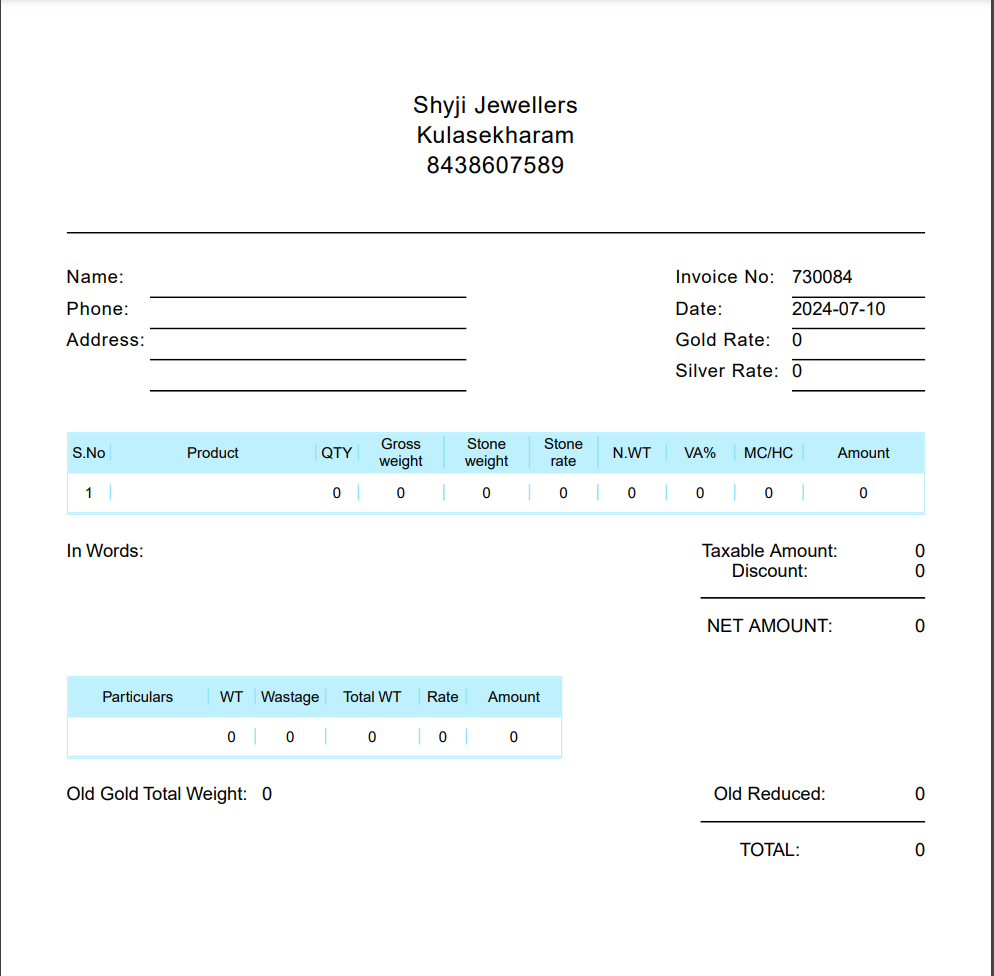 Shyji Jewellers
Kulasekharam
8438607589
Name:
Phone:
Address:
Invoice No: 730084
Date: 2024-07-10
Gold Rate: 0
Silver Rate: 0
S.No Product QTY Gross weight Stone weight Stone rate N.WT VA% MC/HC Amount
1 0 0 0 0 0 0 0 0
In Words:
Taxable Amount: 0
Discount: 0
NET AMOUNT: 0
Particulars WT Wastage Total WT Rate Amount
0 0 0 0 0
Old Gold Total Weight: 0
Old Reduced: 0
TOTAL: 0